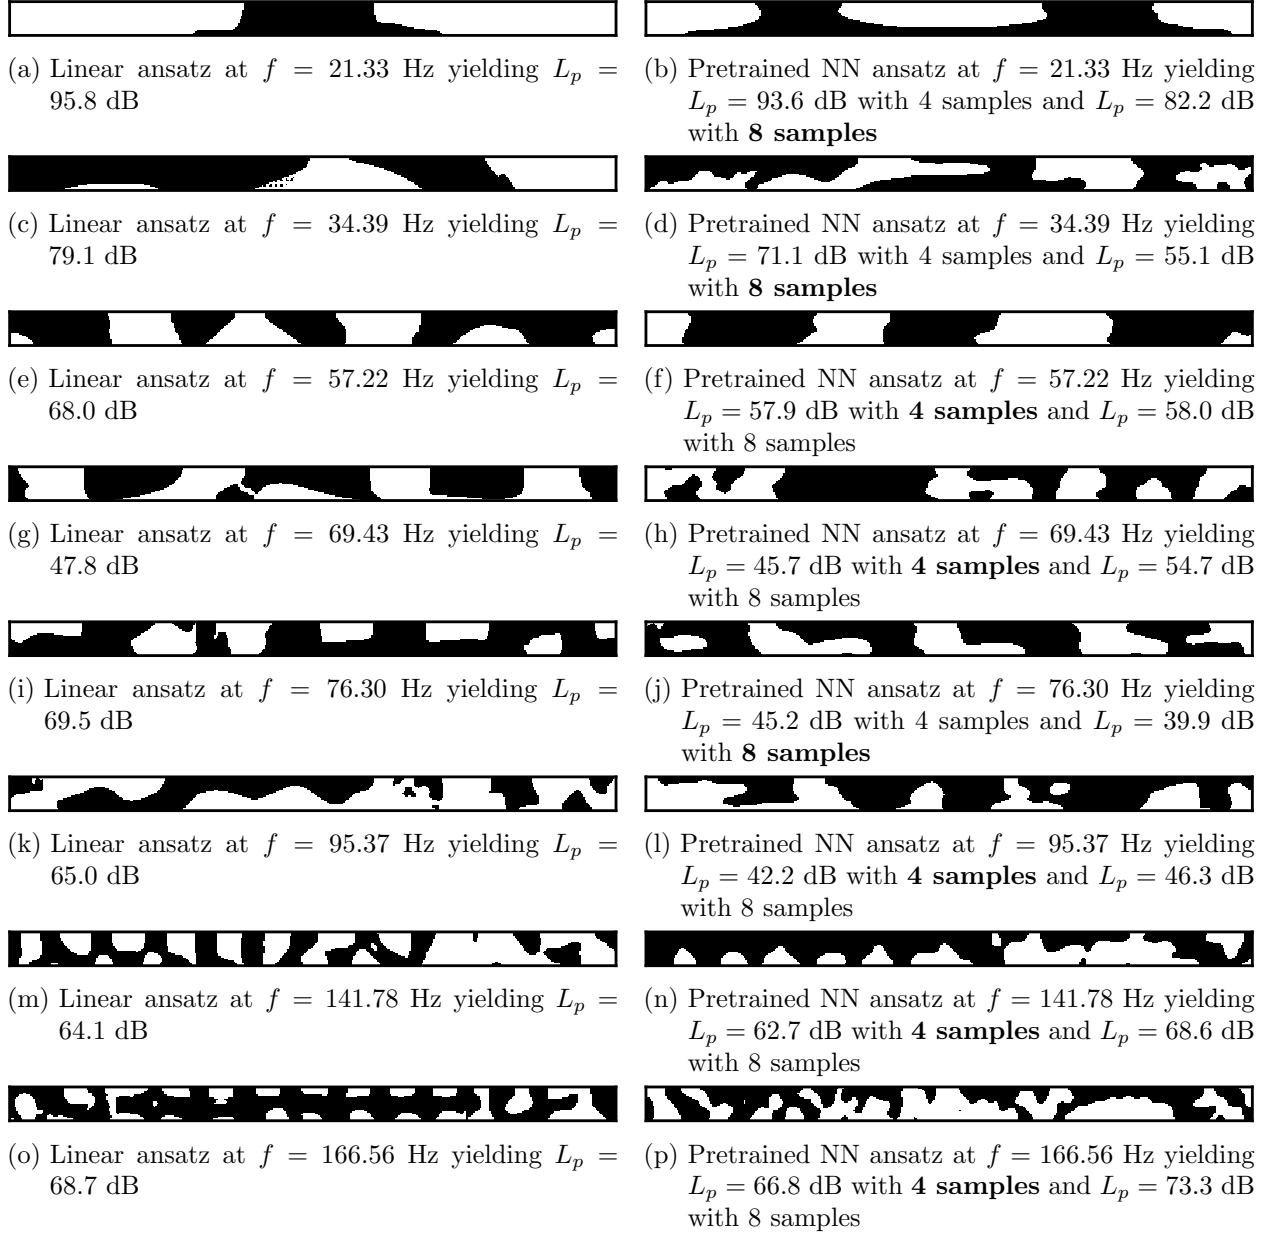 (a) Linear ansatz at f = 21.33 Hz yielding L_p =
95.8 dB
(b) Pretrained NN ansatz at f = 21.33 Hz yielding
L_p = 93.6 dB with 4 samples and L_p = 82.2 dB
with 8 samples
(c) Linear ansatz at f = 34.39 Hz yielding L_p =
79.1 dB
(d) Pretrained NN ansatz at f = 34.39 Hz yielding
L_p = 71.1 dB with 4 samples and L_p = 55.1 dB
with 8 samples
(e) Linear ansatz at f = 57.22 Hz yielding L_p =
68.0 dB
(f) Pretrained NN ansatz at f = 57.22 Hz yielding
L_p = 57.9 dB with 4 samples and L_p = 58.0 dB
with 8 samples
(g) Linear ansatz at f = 69.43 Hz yielding L_p =
47.8 dB
(h) Pretrained NN ansatz at f = 69.43 Hz yielding
L_p = 45.7 dB with 4 samples and L_p = 54.7 dB
with 8 samples
(i) Linear ansatz at f = 76.30 Hz yielding L_p =
69.5 dB
(j) Pretrained NN ansatz at f = 76.30 Hz yielding
L_p = 45.2 dB with 4 samples and L_p = 39.9 dB
with 8 samples
(k) Linear ansatz at f = 95.37 Hz yielding L_p =
65.0 dB
(l) Pretrained NN ansatz at f = 95.37 Hz yielding
L_p = 42.2 dB with 4 samples and L_p = 46.3 dB
with 8 samples
(m) Linear ansatz at f = 141.78 Hz yielding L_p =
64.1 dB
(n) Pretrained NN ansatz at f = 141.78 Hz yielding
L_p = 62.7 dB with 4 samples and L_p = 68.6 dB
with 8 samples
(o) Linear ansatz at f = 166.56 Hz yielding L_p =
68.7 dB
(p) Pretrained NN ansatz at f = 166.56 Hz yielding
L_p = 66.8 dB with 4 samples and L_p = 73.3 dB
with 8 samples